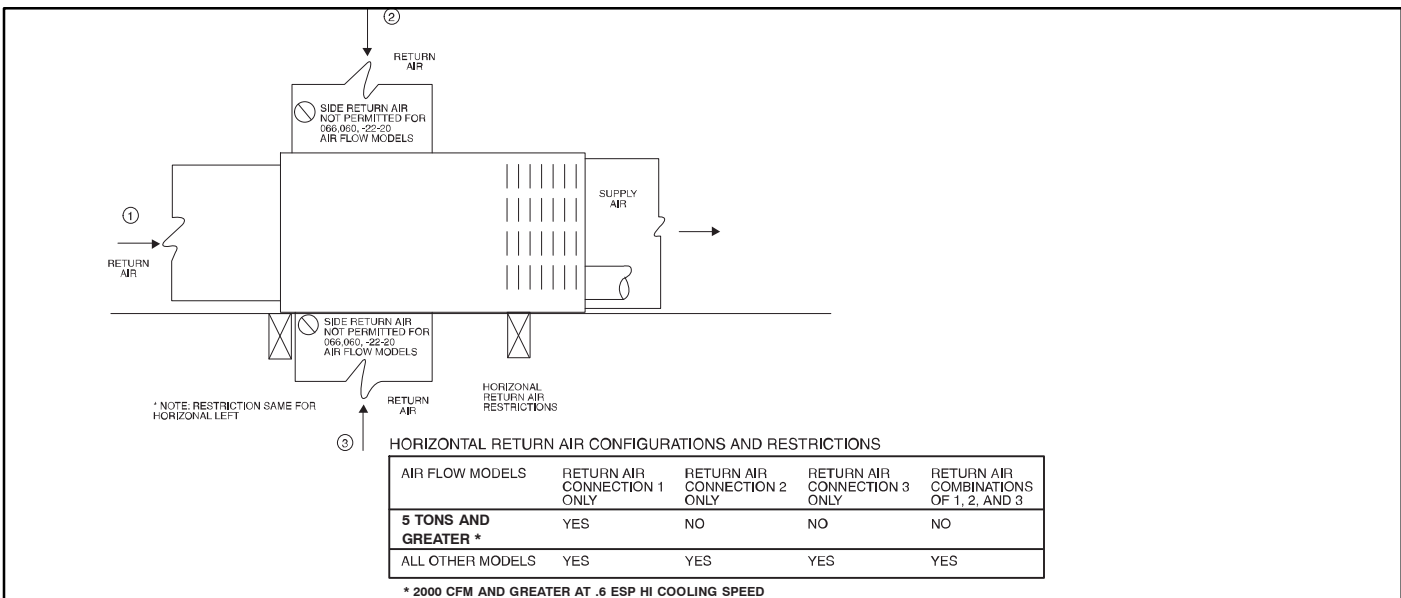 ②
RETURN
AIR
SIDE RETURN AIR
NOT PERMITTED FOR
066,060, -22-20
AIR FLOW MODELS
①
RETURN
AIR
SUPPLY
AIR
SIDE RETURN AIR
NOT PERMITTED FOR
066,060, -22-20
AIR FLOW MODELS
* NOTE: RESTRICTION SAME FOR
HORIZONAL LEFT
RETURN
AIR
③
HORIZONAL
RETURN AIR
RESTRICTIONS
HORIZONTAL RETURN AIR CONFIGURATIONS AND RESTRICTIONS
AIR FLOW MODELS
RETURN AIR
CONNECTION 1
ONLY
RETURN AIR
CONNECTION 2
ONLY
RETURN AIR
CONNECTION 3
ONLY
RETURN AIR
COMBINATIONS
OF 1, 2, AND 3
5 TONS AND
GREATER *
YES
NO
NO
NO
ALL OTHER MODELS
YES
YES
YES
YES
* 2000 CFM AND GREATER AT .6 ESP HI COOLING SPEED